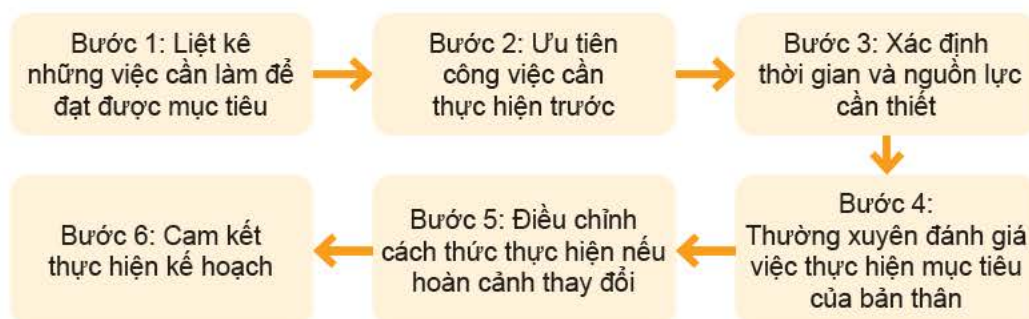 Bước 1: Liệt kê
những việc cần làm để
đạt được mục tiêu
Bước 2: Ưu tiên
công việc cần
thực hiện trước
Bước 3: Xác định
thời gian và nguồn lực
cần thiết
Bước 4:
Thường xuyên đánh giá
việc thực hiện mục tiêu
của bản thân
Bước 5: Điều chỉnh
cách thức thực hiện nếu
hoàn cảnh thay đổi
Bước 6: Cam kết
thực hiện kế hoạch